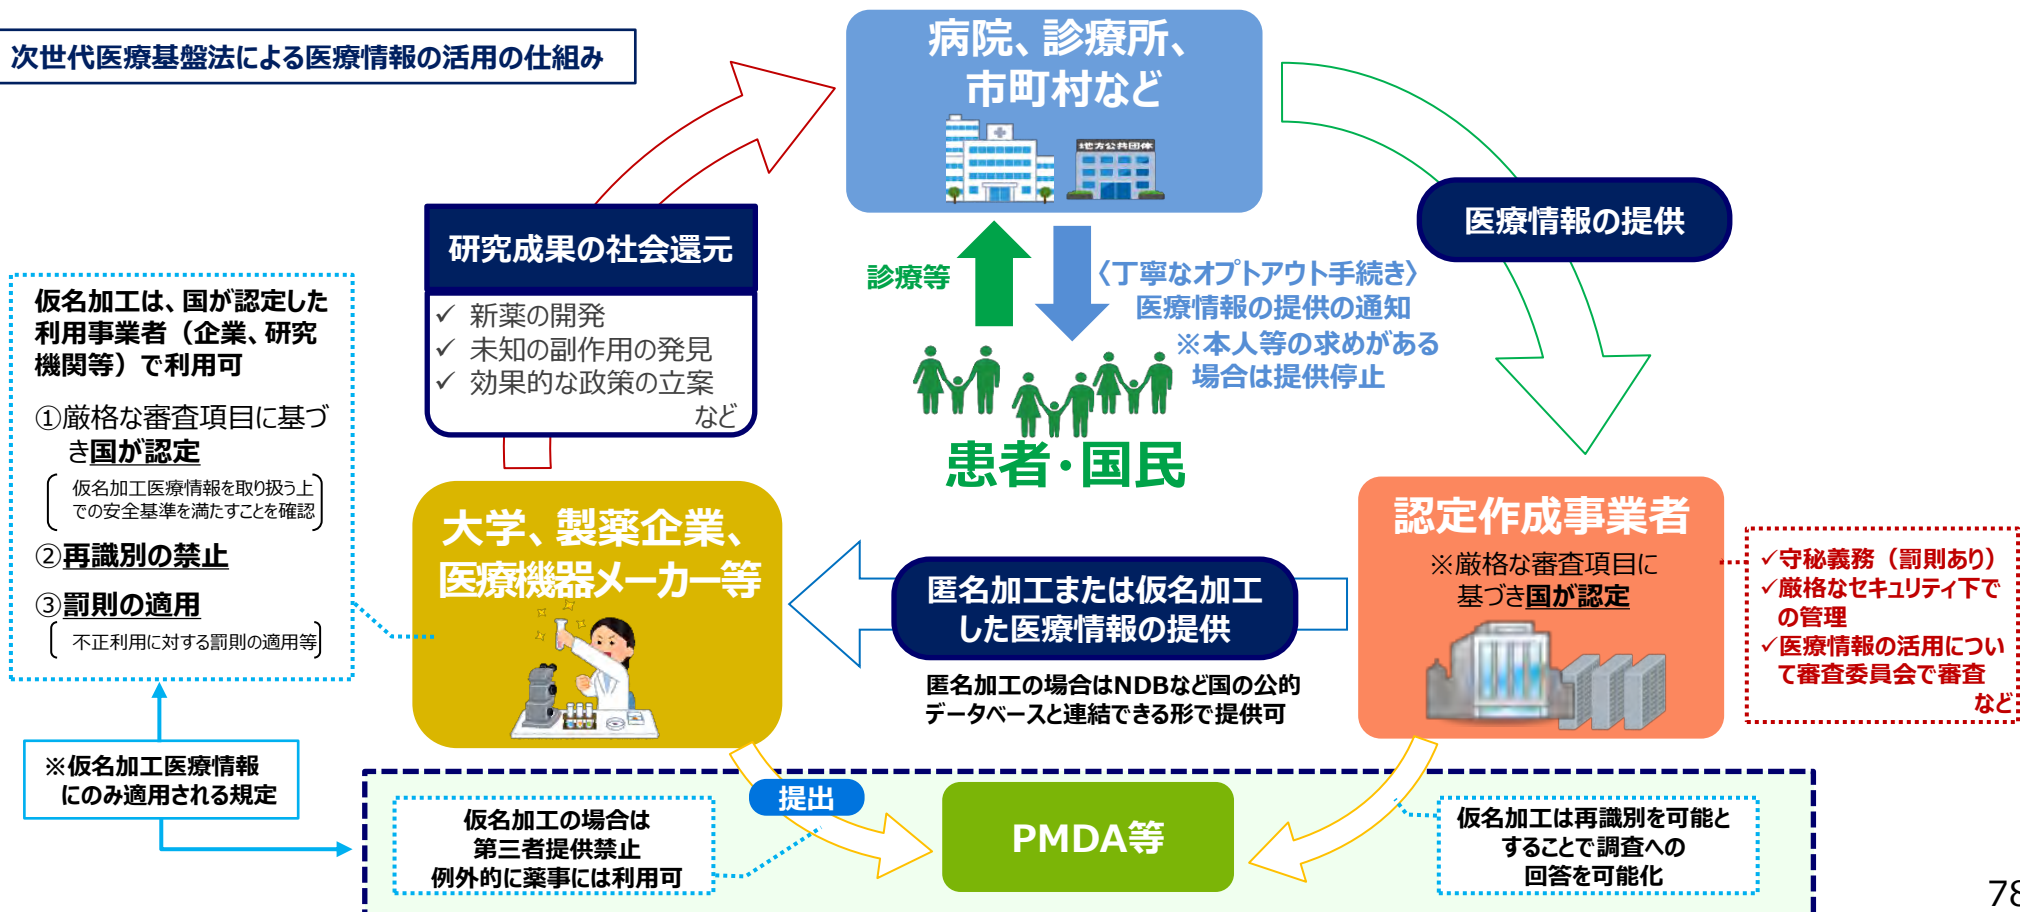 次世代医療基盤法による医療情報の活用の仕組み
病院、診療所、
市町村など
地方公共団体
医療情報の提供
研究成果の社会還元
✓ 新薬の開発
✓ 未知の副作用の発見
✓ 効果的な政策の立案
など
診療等
〈丁寧なオプトアウト手続き〉
医療情報の提供の通知
※本人等の求めがある
場合は提供停止
患者・国民
仮名加工は、国が認定した
利用事業者（企業、研究
機関等）で利用可
①厳格な審査項目に基づ
き国が認定
仮名加工医療情報を取り扱う上
での安全基準を満たすことを確認
②再識別の禁止
③罰則の適用
不正利用に対する罰則の適用等
大学、製薬企業、
医療機器メーカー等
匿名加工または仮名加工
した医療情報の提供
匿名加工の場合はNDBなど国の公的
データベースと連結できる形で提供可
認定作成事業者
※厳格な審査項目に
基づき国が認定
✓守秘義務（罰則あり）
✓厳格なセキュリティ下で
の管理
✓医療情報の活用につい
て審査委員会で審査
など
※仮名加工医療情報
にのみ適用される規定
提出
仮名加工の場合は
第三者提供禁止
例外的に薬事には利用可
PMDA等
仮名加工は再識別を可能と
することで調査への
回答を可能化
78